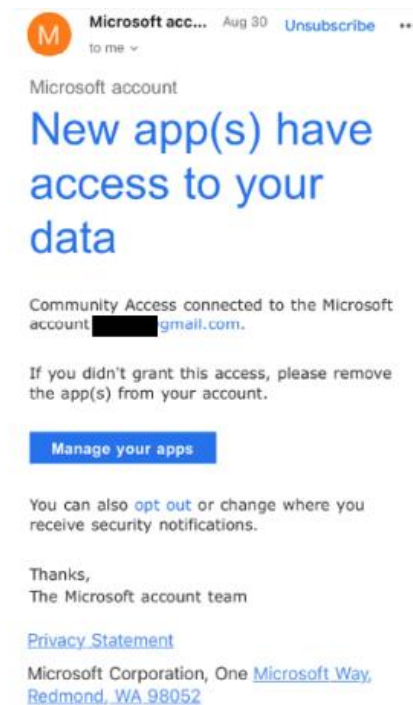 M
Microsoft acc... Aug 30 Unsubscribe ...
to me
Microsoft account
New app(s) have
access to your
data
Community Access connected to the Microsoft
account gmail.com.
If you didn't grant this access, please remove
the app(s) from your account.
Manage your apps
You can also opt out or change where you
receive security notifications.
Thanks,
The Microsoft account team
Privacy Statement
Microsoft Corporation, One Microsoft Way,
Redmond, WA 98052